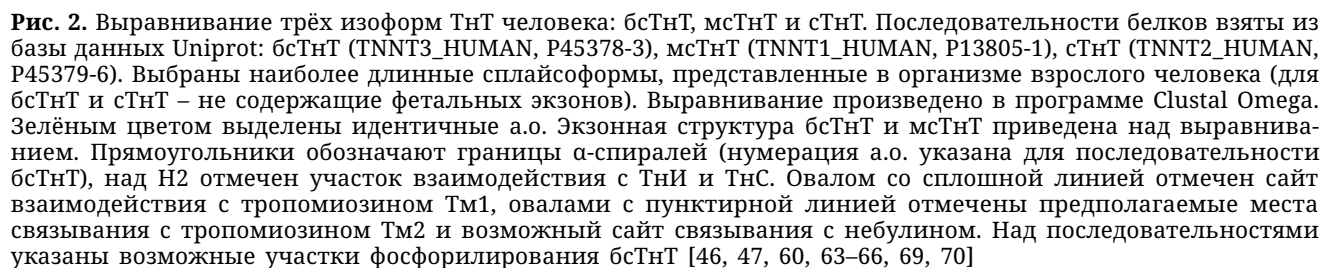 Рис. 2. Выравнивание трёх изоформ ТнТ человека: бсТнТ, мсТнТ и сТнТ. Последовательности белков взяты из
базы данных Uniprot: бсТнТ (TNNT3_HUMAN, P45378-3), мсТнТ (TNNT1_HUMAN, P13805-1), сТнТ (TNNT2_HUMAN,
P45379-6). Выбраны наиболее длинные сплайсоформы, представленные в организме взрослого человека (для
бсТнТ и сТнТ – не содержащие фетальных экзонов). Выравнивание произведено в программе Clustal Omega.
Зелёным цветом выделены идентичные а.о. Экзонная структура бсТнТ и мсТнТ приведена над выравнива-
нием. Прямоугольники обозначают границы α-спиралей (нумерация а.о. указана для последовательности
бсТнТ), над Н2 отмечен участок взаимодействия с ТнИ и ТнС. Овалом со сплошной линией отмечен сайт
взаимодействия с тропомиозином Тм1, овалами с пунктирной линией отмечены предполагаемые места
связывания с тропомиозином Тм2 и возможный сайт связывания с небулином. Над последовательностями
указаны возможные участки фосфорилирования бсТнТ [46, 47, 60, 63–66, 69, 70]